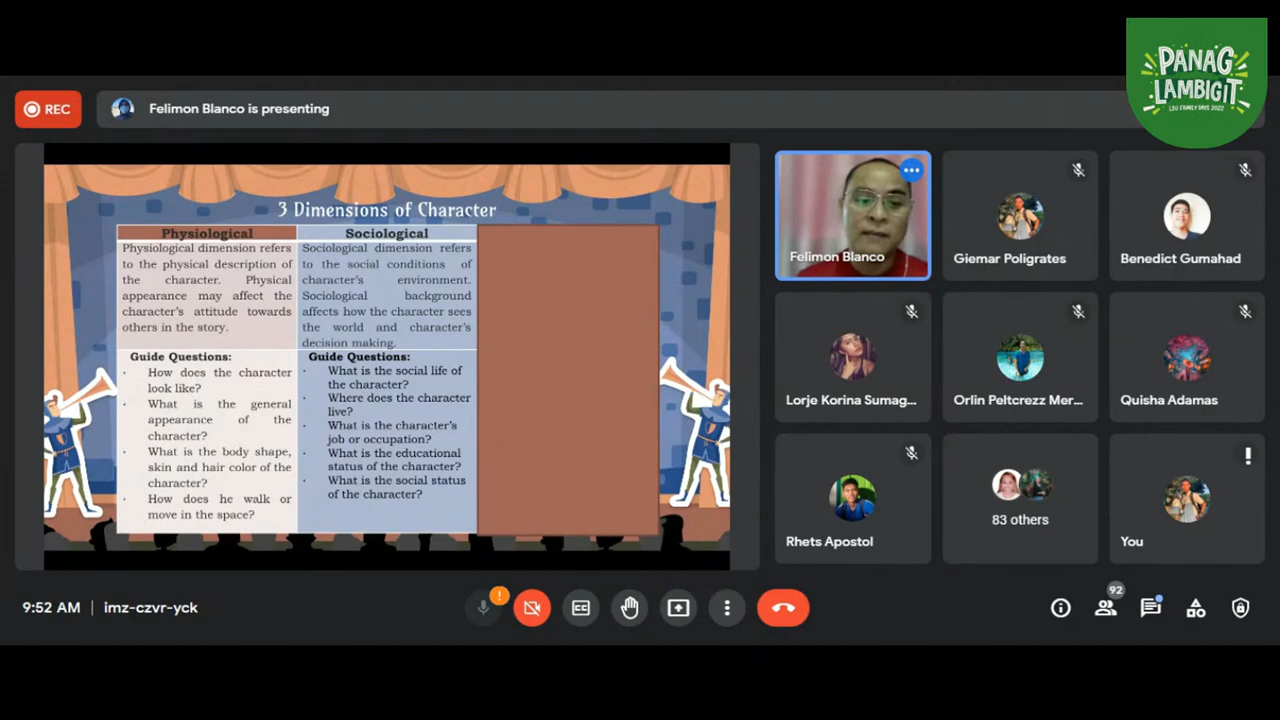 PANAG
LAMBIGIT
LDU FAMILY DAYS 2022
REC
Felimon Blanco is presenting
3 Dimensions of Character
Physiological
Physiological dimension refers
to the physical description of
the character. Physical
appearance may affect the
character's attitude towards
others in the story.
Guide Questions:
· How does the character
look like?
· What is the general
appearance of the
character?
· What is the body shape,
skin and hair color of the
character?
· How does he walk or
move in the space?
Sociological
Sociological dimension refers
to the social conditions of
character's environment.
Sociological background
affects how the character sees
the world and character's
decision making.
Guide Questions:
· What is the social life of
the character?
· Where does the character
live?
· What is the character's
job or occupation?
· What is the educational
status of the character?
· What is the social status
of the character?
Felimon Blanco
Giemar Poligrates
Benedict Gumahad
Lorje Korina Sumag...
Orlin Peltcrezz Mer...
Quisha Adamas
Rhets Apostol
83 others
You
9:52 AM | imz-czvr-yck
92